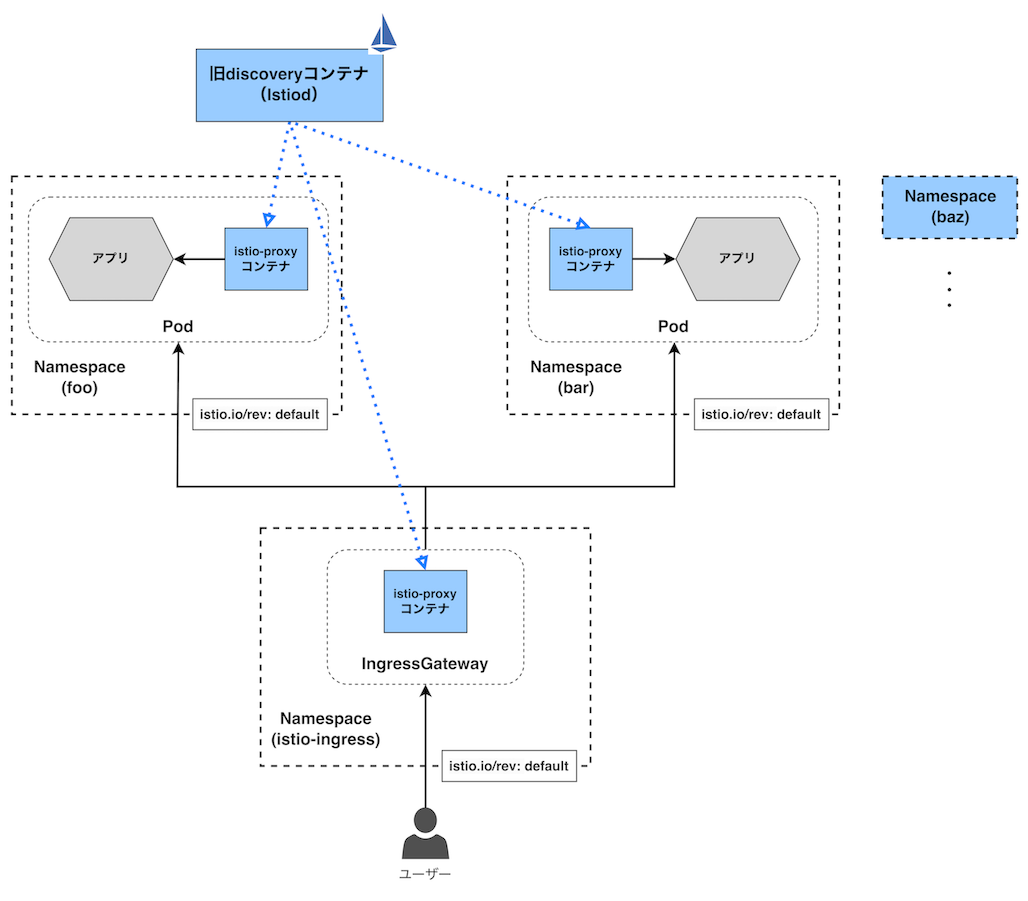 旧discoveryコンテナ
(Istiod)
アプリ
istio-proxy
コンテナ
Pod
Namespace
(foo)
istio.io/rev: default
istio-proxy
コンテナ
アプリ
Pod
Namespace
(bar)
istio.io/rev: default
Namespace
(baz)
istio-proxy
コンテナ
IngressGateway
Namespace
(istio-ingress)
istio.io/rev: default
ユーザー